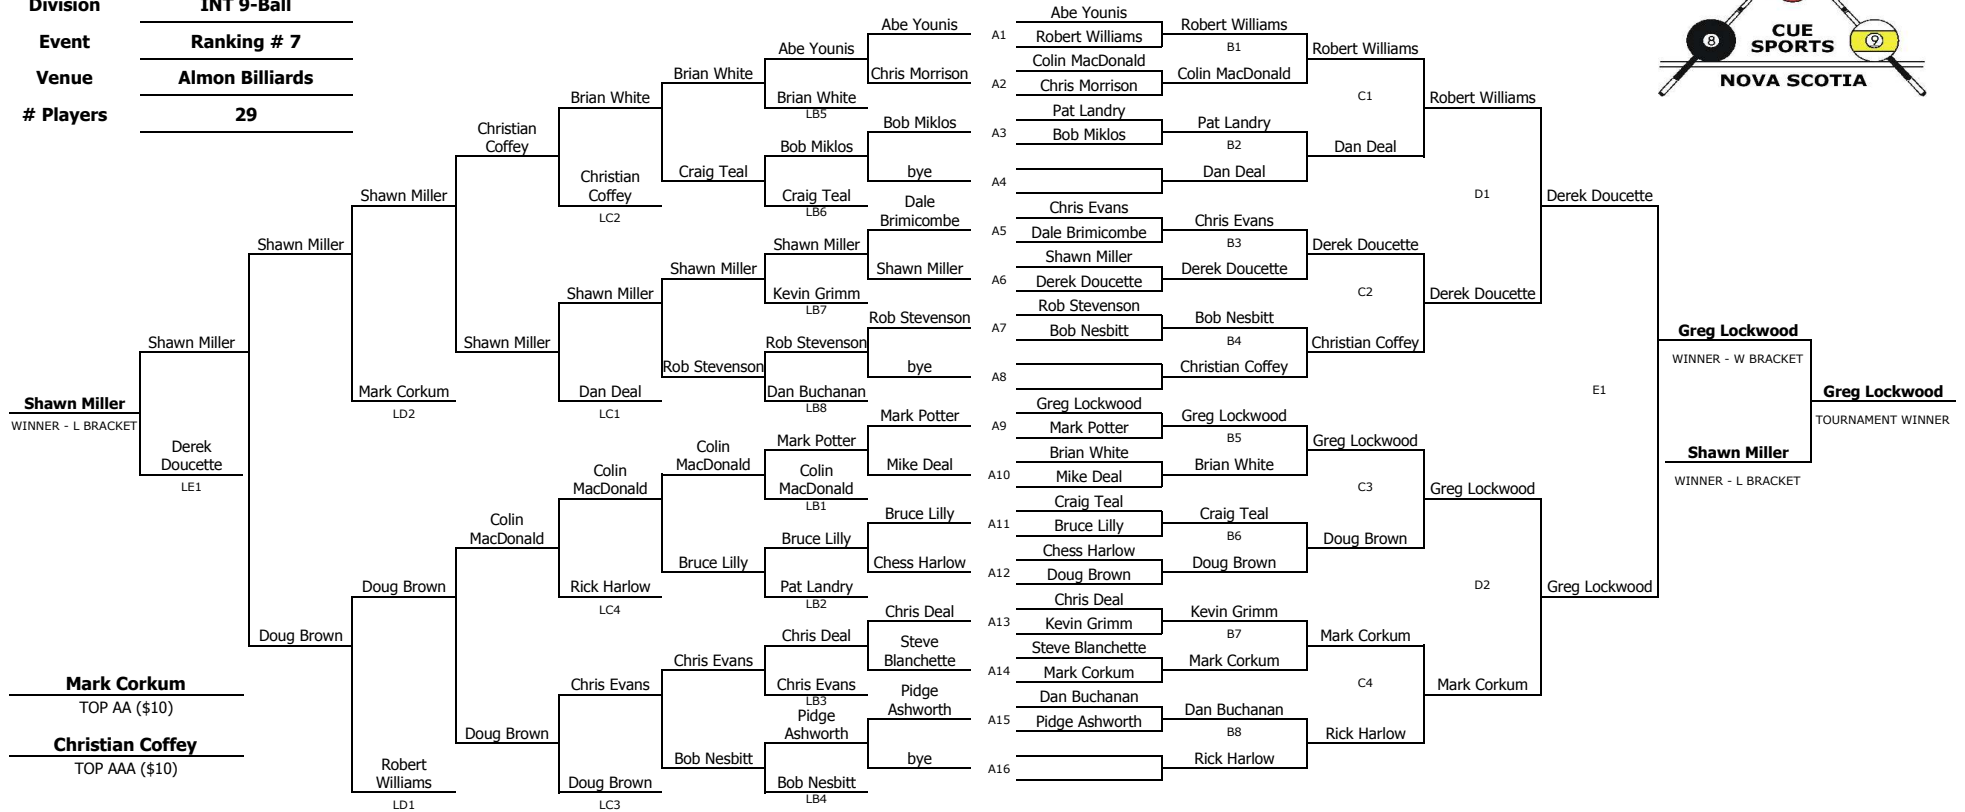 Division INT 9-Ball
Event Ranking # 7
Venue Almon Billiards
# Players 29
8
9
CUE
SPORTS
NOVA SCOTIA
Shawn Miller
WINNER - L BRACKET
Shawn Miller
Derek
Doucette
LE1
Mark Corkum
TOP AA ($10)
Christian Coffey
TOP AAA ($10)
Shawn Miller
Doug Brown
Shawn Miller
Mark Corkum
LD2
Doug Brown
Robert
Williams
LD1
Christian
Coffey
Shawn Miller
Colin
MacDonald
Doug Brown
Brian White
Christian
Coffey
LC2
Shawn Miller
Dan Deal
LC1
Colin
MacDonald
Rick Harlow
LC4
Chris Evans
Doug Brown
LC3
Brian White
Craig Teal
Shawn Miller
Rob Stevenson
Colin
MacDonald
Bruce Lilly
Chris Evans
Bob Nesbitt
Abe Younis
Brian White
LB5
Bob Miklos
Craig Teal
LB6
Shawn Miller
Kevin Grimm
LB7
Rob Stevenson
Dan Buchanan
LB8
Mark Potter
Colin
MacDonald
LB1
Bruce Lilly
Pat Landry
LB2
Chris Deal
Chris Evans
LB3
Pidge
Ashworth
Bob Nesbitt
LB4
Abe Younis
Chris Morrison
Bob Miklos
bye
Dale
Brimicombe
Shawn Miller
Rob Stevenson
bye
Mark Potter
Mike Deal
Bruce Lilly
Chess Harlow
Chris Deal
Steve
Blanchette
Pidge
Ashworth
bye
A1
A2
A3
A4
A5
A6
A7
A8
A9
A10
A11
A12
A13
A14
A15
A16
Abe Younis
Robert Williams
Colin MacDonald
Chris Morrison
Pat Landry
Bob Miklos
Chris Evans
Dale Brimicombe
Shawn Miller
Derek Doucette
Rob Stevenson
Bob Nesbitt
Greg Lockwood
Mark Potter
Brian White
Mike Deal
Craig Teal
Bruce Lilly
Chess Harlow
Doug Brown
Chris Deal
Kevin Grimm
Steve Blanchette
Mark Corkum
Dan Buchanan
Pidge Ashworth
Robert Williams
B1
Colin MacDonald
Pat Landry
B2
Dan Deal
Chris Evans
B3
Derek Doucette
Bob Nesbitt
B4
Christian Coffey
Greg Lockwood
B5
Brian White
Craig Teal
B6
Doug Brown
Kevin Grimm
B7
Mark Corkum
Dan Buchanan
B8
Rick Harlow
Robert Williams
C1
Dan Deal
Derek Doucette
C2
Christian Coffey
Greg Lockwood
C3
Doug Brown
Mark Corkum
C4
Rick Harlow
Robert Williams
D1
Derek Doucette
Greg Lockwood
D2
Mark Corkum
Derek Doucette
E1
Greg Lockwood
Greg Lockwood
WINNER - W BRACKET
Shawn Miller
WINNER - L BRACKET
Greg Lockwood
TOURNAMENT WINNER